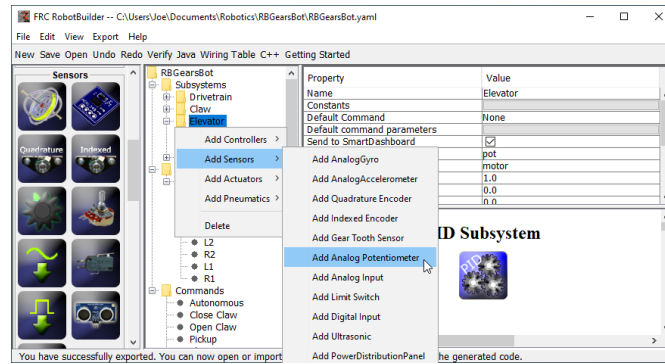 FRC RobotBuilder -- C:\Users\Joe\Documents\Robotics\RBGearsBot\RBGearsBot.yaml
File Edit View Export Help
New Save Open Undo Redo Verify Java Wiring Table C++ Getting Started
Sensors
Quadrature
Indexed
RBGearsBot
Subsystems
Drivetrain
Claw
Elevator
L2
R2
L1
R1
Commands
Autonomous
Close Claw
Open Claw
Pickup
Add Controllers
Add Sensors
Add Actuators
Add Pneumatics
Delete
Add AnalogGyro
Add AnalogAccelerometer
Add Quadrature Encoder
Add Indexed Encoder
Add Gear Tooth Sensor
Add Analog Potentiometer
Add Analog Input
Add Limit Switch
Add Digital Input
Add Ultrasonic
Add PowerDistributionPanel
Property Value
Name Elevator
Constants
Default Command None
Default command parameters
Send to SmartDashboard
pot
motor
1.0
0.0
0.0
ID Subsystem
PID
You have successfully exported. You can now open or import
he generated code.